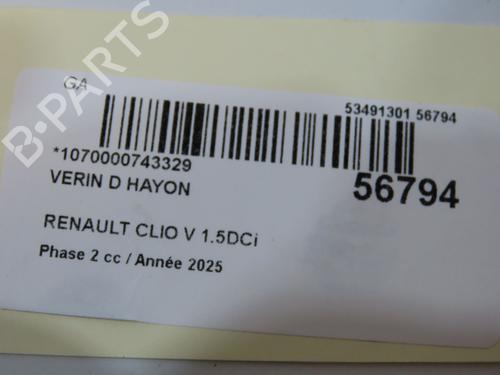 GA
53491301 56794
*1070000743329
56794
VERIN D HAYON
RENAULT CLIO V 1.5DCi
Phase 2 cc / Année 2025
B-PARTS